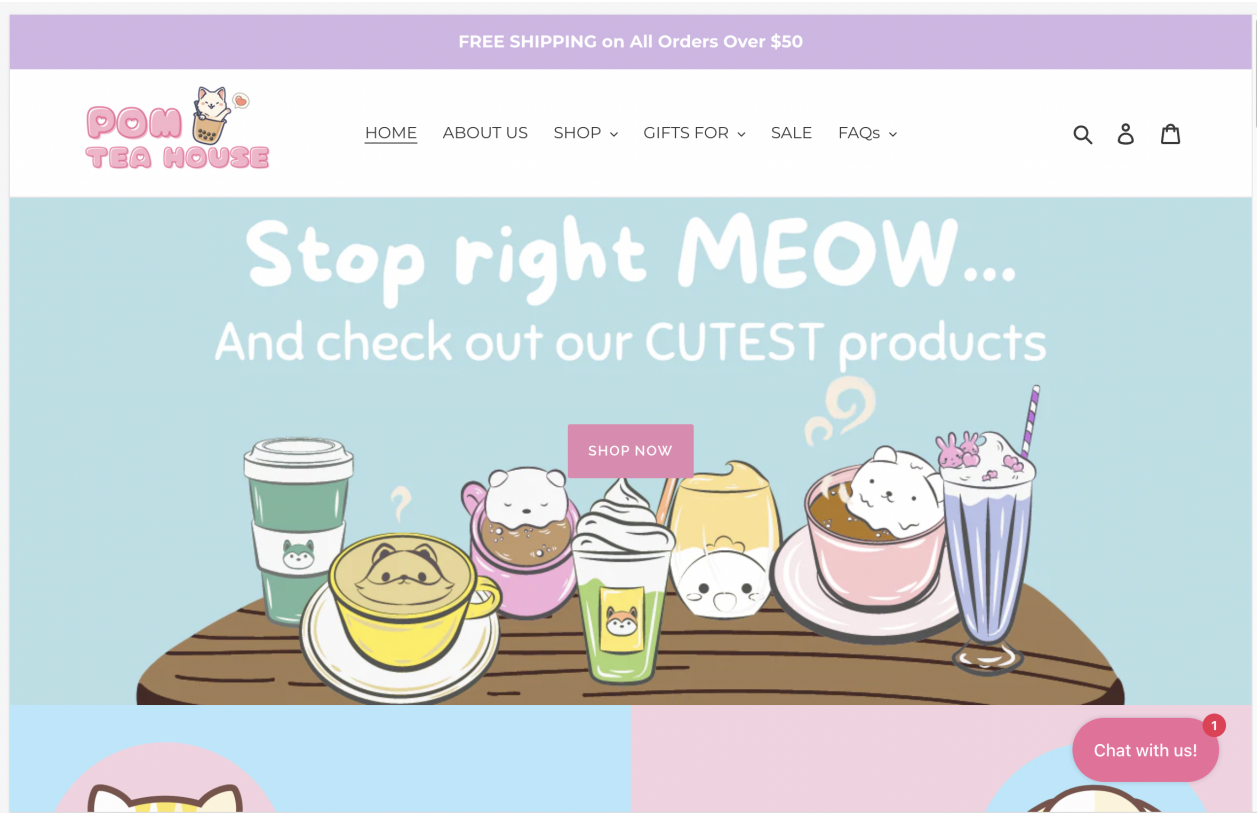 FREE SHIPPING on All Orders Over $50
POM
TEA HOUSE
HOME ABOUT US SHOP GIFTS FOR SALE FAQs
Stop right MEOW...
And check out our CUTEST products
SHOP NOW
1
Chat with us!